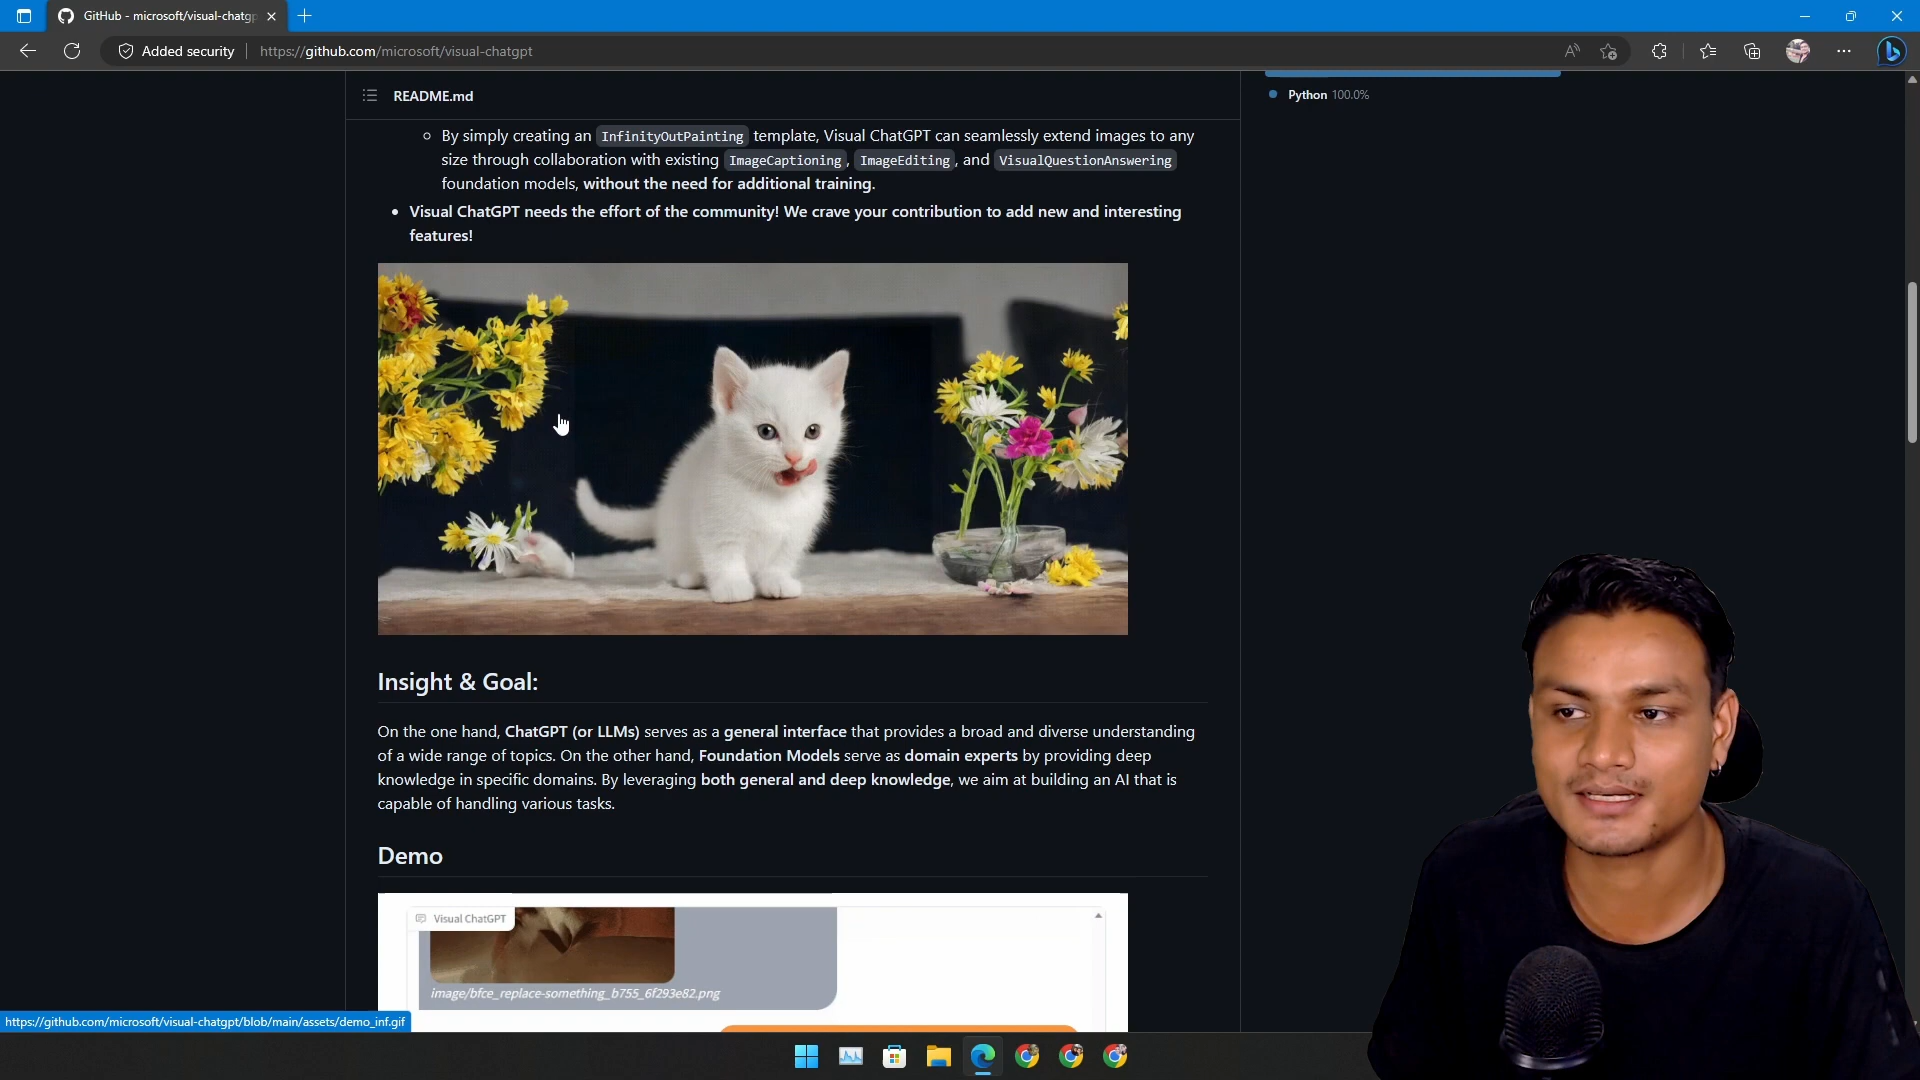 GitHub - microsoft/visual-chatgp
Added security
https://github.com/microsoft/visual-chatgpt
README.md
Python 100.0%
By simply creating an InfinityOutPainting template, Visual ChatGPT can seamlessly extend images to any
size through collaboration with existing ImageCaptioning, ImageEditing, and VisualQuestionAnswering
foundation models, without the need for additional training.
Visual ChatGPT needs the effort of the community! We crave your contribution to add new and interesting
features!
Insight & Goal:
On the one hand, ChatGPT (or LLMs) serves as a general interface that provides a broad and diverse understanding
of a wide range of topics. On the other hand, Foundation Models serve as domain experts by providing deep
knowledge in specific domains. By leveraging both general and deep knowledge, we aim at building an AI that is
capable of handling various tasks.
Demo
Visual ChatGPT
image/bfce_replace-something_b755_6f293e82.png
https://github.com/microsoft/visual-chatgpt/blob/main/assets/demo_inf.gif